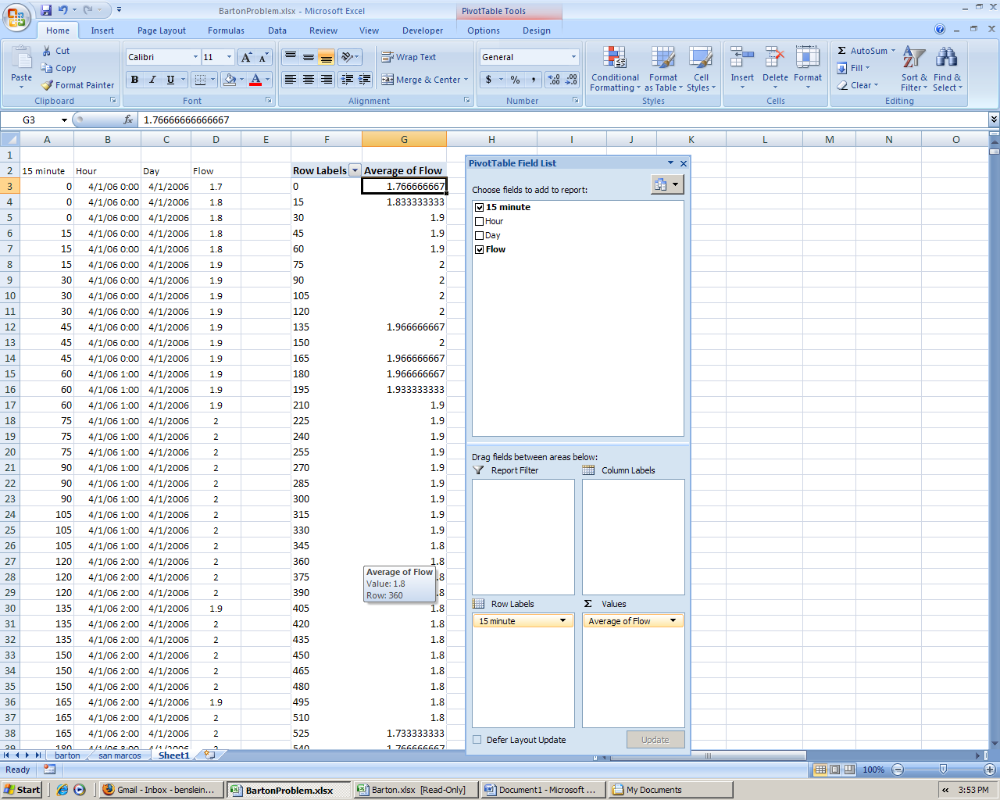 BartonProblem.xlsx - Microsoft Excel PivotTable Tools
Home Insert Page Layout Formulas Data Review View Developer Options Design
Paste Cut Copy Format Painter Clipboard
Calibri 11 B I U A A A Font
Wrap Text Merge & Center Alignment
General $ % , Number
Conditional Formatting Format as Table Cell Styles Styles
Insert Delete Format Cells
Σ AutoSum Fill Clear Sort & Filter Find & Select Editing
G3 fx 1.76666666666667
A B C D E F G H I J K L M N O
1
2 15 minute Hour Day Flow Row Labels Average of Flow
3 0 4/1/06 0:00 4/1/2006 1.7 0 1.766666667
4 0 4/1/06 0:00 4/1/2006 1.8 15 1.833333333
5 0 4/1/06 0:00 4/1/2006 1.8 30 1.9
6 15 4/1/06 0:00 4/1/2006 1.8 45 1.9
7 15 4/1/06 0:00 4/1/2006 1.8 60 1.9
8 15 4/1/06 0:00 4/1/2006 1.9 75 2
9 30 4/1/06 0:00 4/1/2006 1.9 90 2
10 30 4/1/06 0:00 4/1/2006 1.9 105 2
11 30 4/1/06 0:00 4/1/2006 1.9 120 2
12 45 4/1/06 0:00 4/1/2006 1.9 135 1.966666667
13 45 4/1/06 0:00 4/1/2006 1.9 150 2
14 45 4/1/06 0:00 4/1/2006 1.9 165 1.966666667
15 60 4/1/06 1:00 4/1/2006 1.9 180 1.966666667
16 60 4/1/06 1:00 4/1/2006 1.9 195 1.933333333
17 60 4/1/06 1:00 4/1/2006 1.9 210 1.9
18 75 4/1/06 1:00 4/1/2006 2 225 1.9
19 75 4/1/06 1:00 4/1/2006 2 240 1.9
20 75 4/1/06 1:00 4/1/2006 2 255 1.9
21 90 4/1/06 1:00 4/1/2006 2 270 1.9
22 90 4/1/06 1:00 4/1/2006 2 285 1.9
23 90 4/1/06 1:00 4/1/2006 2 300 1.9
24 105 4/1/06 1:00 4/1/2006 2 315 1.9
25 105 4/1/06 1:00 4/1/2006 2 330 1.9
26 105 4/1/06 1:00 4/1/2006 2 345 1.8
27 120 4/1/06 2:00 4/1/2006 2 360 1.8
28 120 4/1/06 2:00 4/1/2006 2 375 .8
29 120 4/1/06 2:00 4/1/2006 2 390 .8
30 135 4/1/06 2:00 4/1/2006 1.9 405 1.8
31 135 4/1/06 2:00 4/1/2006 2 420 1.8
32 135 4/1/06 2:00 4/1/2006 2 435 1.8
33 150 4/1/06 2:00 4/1/2006 2 450 1.8
34 150 4/1/06 2:00 4/1/2006 2 465 1.8
35 150 4/1/06 2:00 4/1/2006 2 480 1.8
36 165 4/1/06 2:00 4/1/2006 1.9 495 1.8
37 165 4/1/06 2:00 4/1/2006 2 510 1.8
38 165 4/1/06 2:00 4/1/2006 2 525 1.733333333
39 180 4/1/06 3:00 4/1/2006 2 540 1.766666667
Average of Flow
Value: 1.8
Row: 360
PivotTable Field List
Choose fields to add to report:
15 minute
Hour
Day
Flow
Drag fields between areas below:
Report Filter Column Labels
Row Labels Σ Values
15 minute Average of Flow
Defer Layout Update Update
barton san marcos Sheet1
Ready 100%
Start Gmail - Inbox - benslein... BartonProblem.xlsx Barton.xlsx [Read-Only] Document1 - Microsoft ... My Documents « 3:53 PM